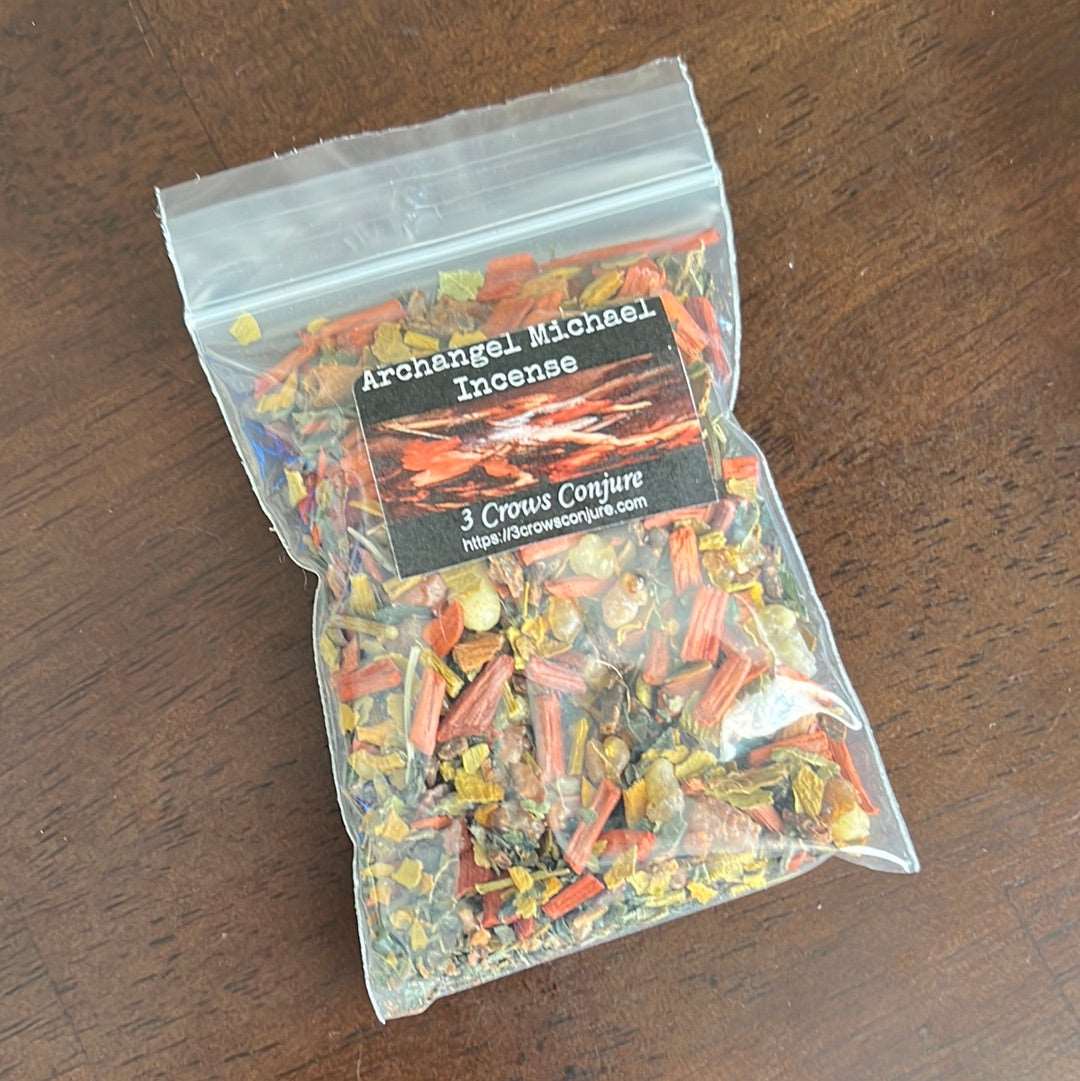 Archangel Michael
Incense
3 Crows Conjure
https://3crowsconjure.com